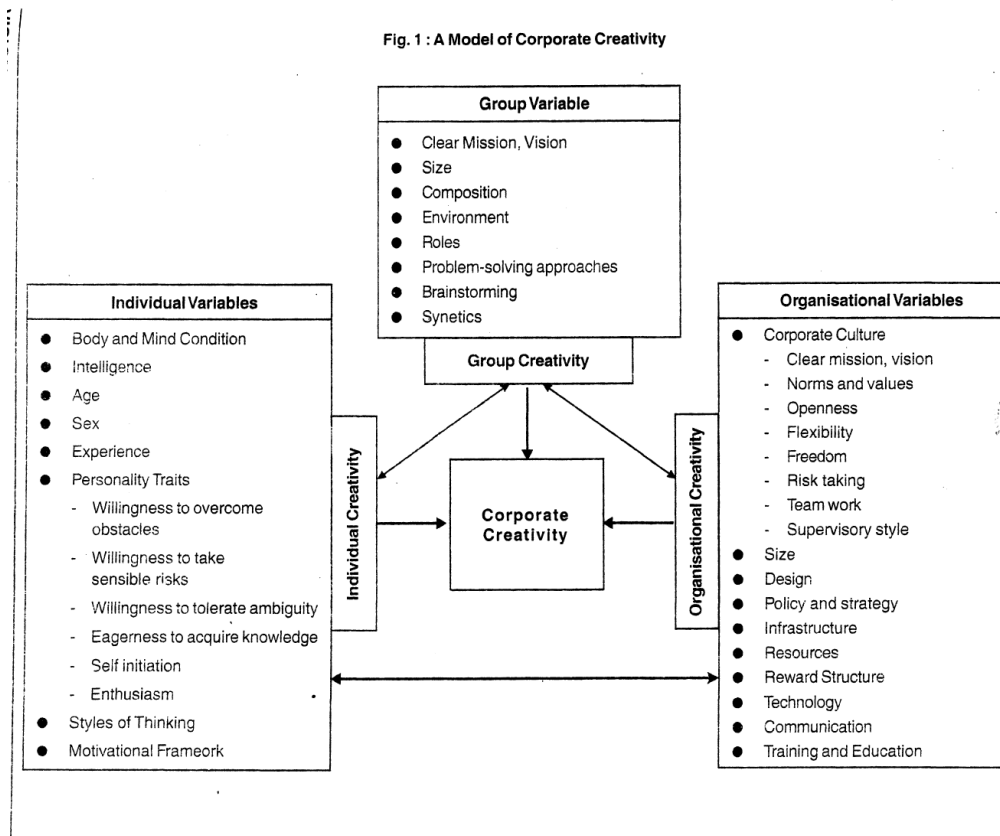 Fig. 1 : A Model of Corporate Creativity
Group Variable
● Clear Mission, Vision
● Size
● Composition
● Environment
● Roles
● Problem-solving approaches
● Brainstorming
● Synetics
Group Creativity
Individual Variables
● Body and Mind Condition
● Intelligence
● Age
● Sex
● Experience
● Personality Traits
- Willingness to overcome
obstacles
- Willingness to take
sensible risks
- Willingness to tolerate ambiguity
- Eagerness to acquire knowledge
- Self initiation
- Enthusiasm
● Styles of Thinking
● Motivational Frameork
Individual Creativity
Corporate
Creativity
Organisational Creativity
Organisational Variables
● Corporate Culture
- Clear mission, vision
- Norms and values
- Openness
- Flexibility
- Freedom
- Risk taking
- Team work
- Supervisory style
● Size
● Design
● Policy and strategy
● Infrastructure
● Resources
● Reward Structure
● Technology
● Communication
● Training and Education